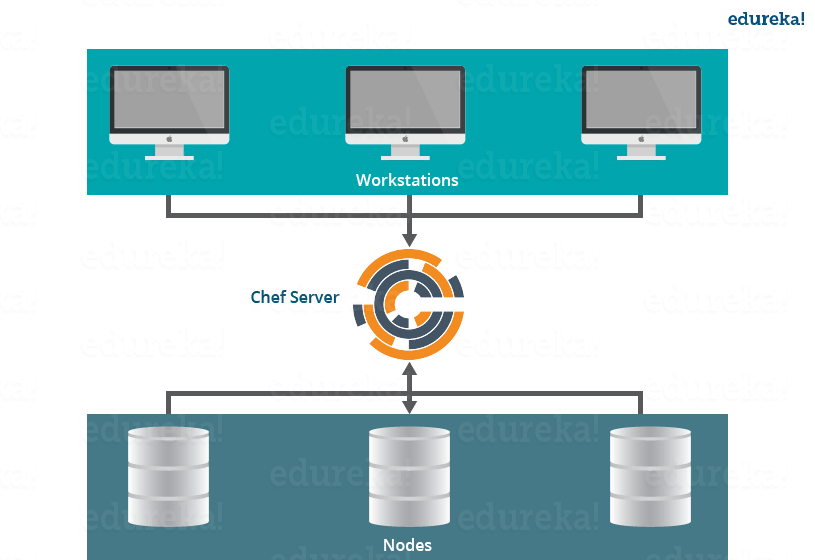 edureka!
Workstations
Chef Server
Nodes